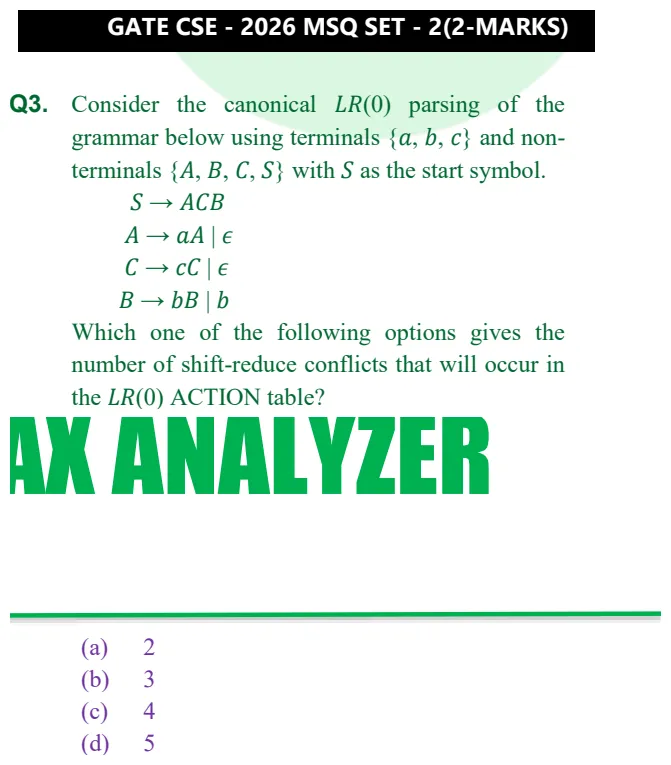 GATE CSE - 2026 MSQ SET - 2(2-MARKS)
Q3. Consider the canonical LR(0) parsing of the
grammar below using terminals {a, b, c} and non-
terminals {A, B, C, S} with S as the start symbol.
S → ACB
A → aA | ϵ
C → cC | ϵ
B → bB | b
Which one of the following options gives the
number of shift-reduce conflicts that will occur in
the LR(0) ACTION table?
AX ANALYZER
(a) 2
(b) 3
(c) 4
(d) 5